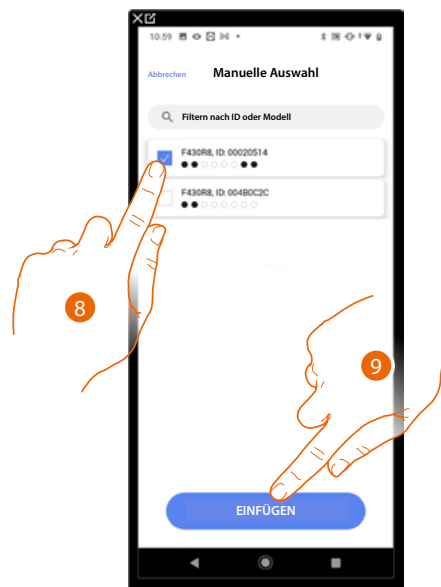 10:59
Abbrechen Manuelle Auswahl
Filtern nach ID oder Modell
F430R8, ID: 00020514
F430R8, ID: 004B0C2C
8
9
EINFÜGEN